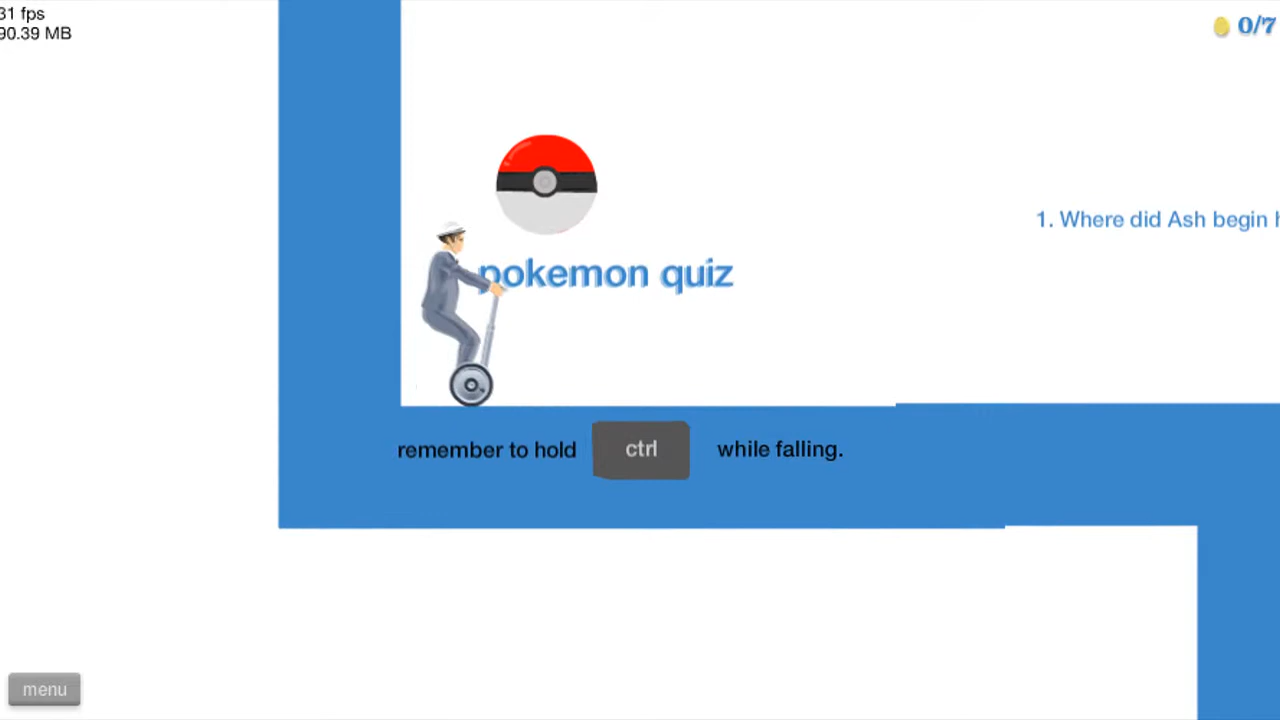 31 fps
90.39 MB
0/7
1. Where did Ash begin
pokemon quiz
remember to hold ctrl while falling.
menu